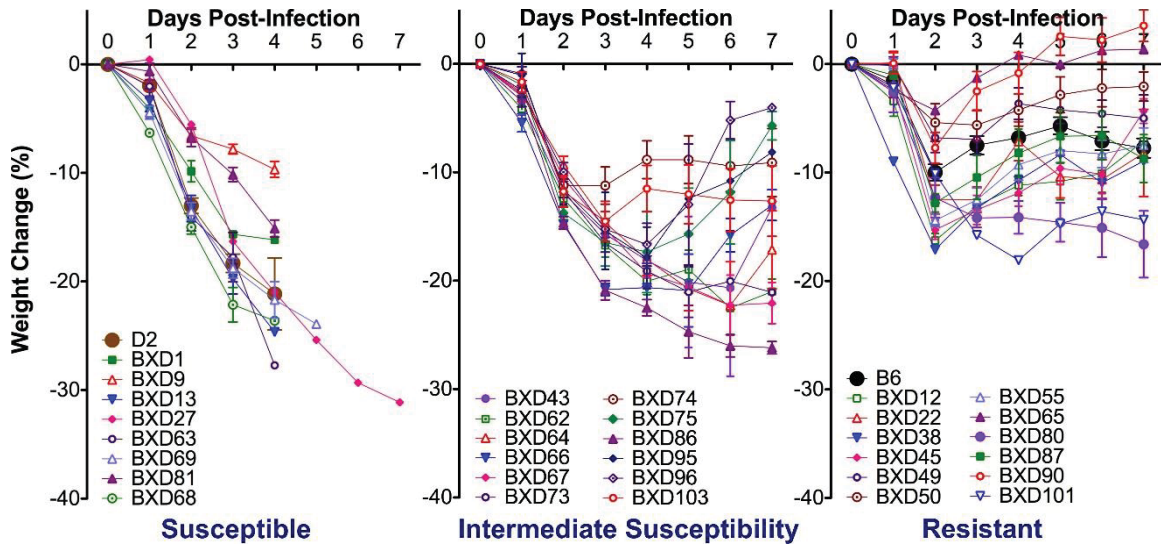 Days Post-Infection
0 1 2 3 4 5 6 7
Weight Change (%)
0
-10
-20
-30
-40
D2
BXD1
BXD9
BXD13
BXD27
BXD63
BXD69
BXD81
BXD68
Susceptible
Days Post-Infection
0 1 2 3 4 5 6 7
0
-10
-20
-30
-40
BXD43
BXD62
BXD64
BXD66
BXD67
BXD73
BXD74
BXD75
BXD86
BXD95
BXD96
BXD103
Intermediate Susceptibility
Days Post-Infection
0 1 2 3 4 5 6 7
0
-10
-20
-30
-40
B6
BXD12
BXD22
BXD38
BXD45
BXD49
BXD50
BXD55
BXD65
BXD80
BXD87
BXD90
BXD101
Resistant